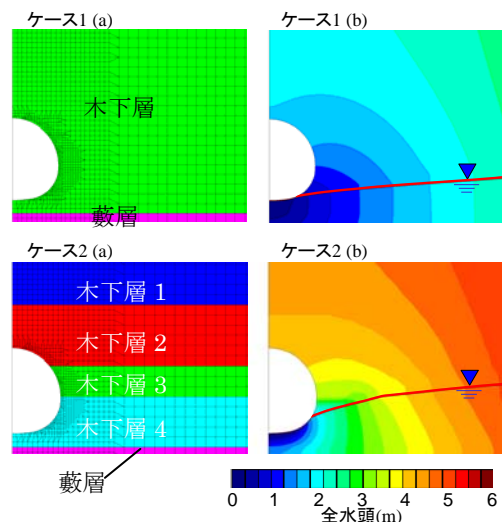 ケース1 (a)
ケース1 (b)
木下層
藪層
ケース2 (a)
ケース2 (b)
木下層 1
木下層 2
木下層 3
木下層 4
藪層
0 1 2 3 4 5 6
全水頭(m)